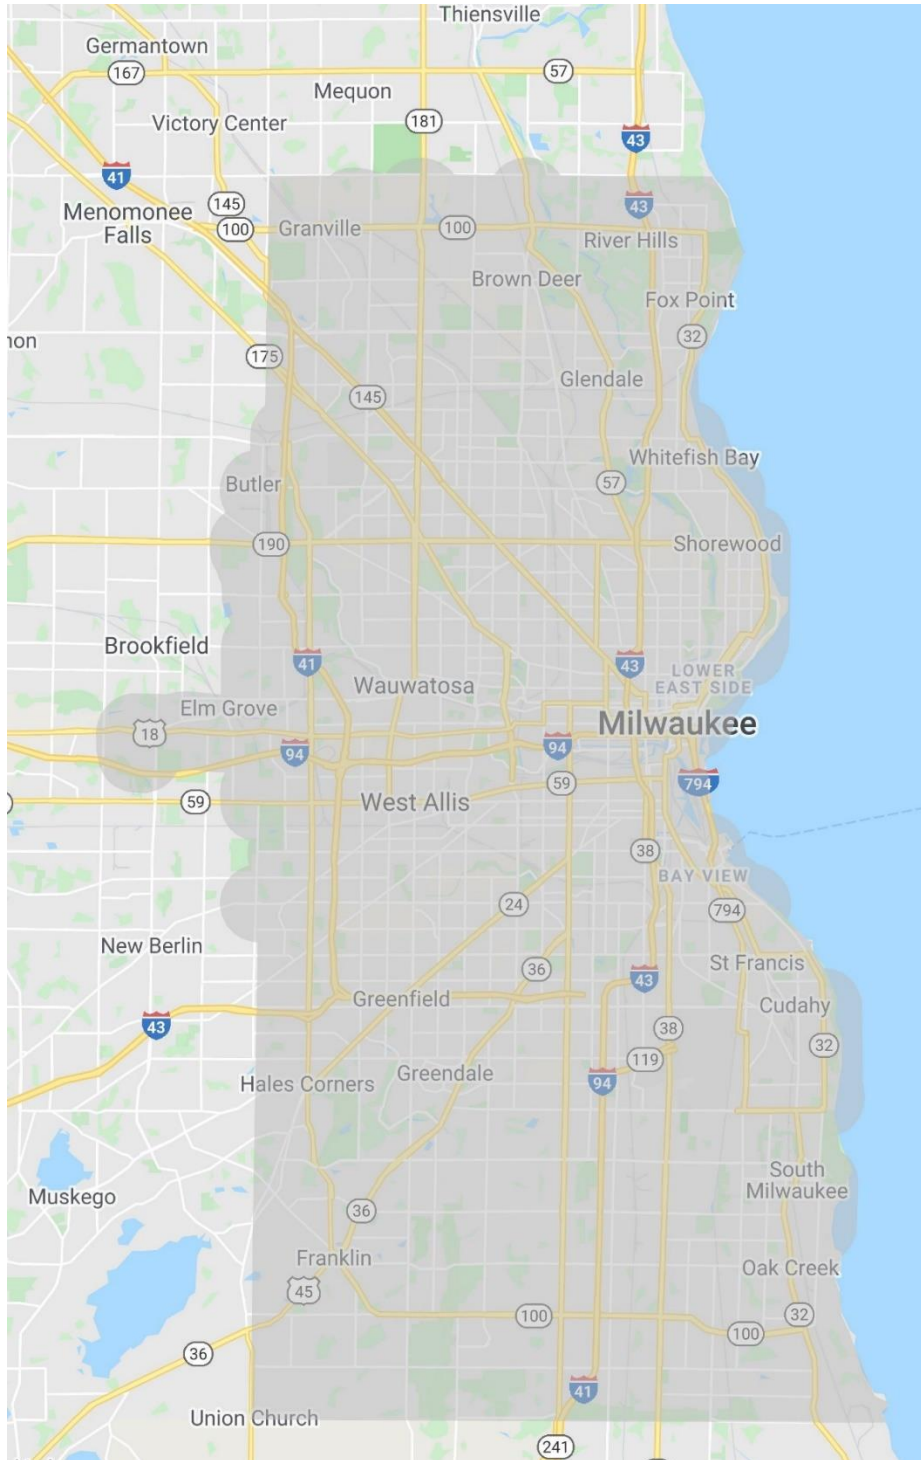 Thiensville
Germantown
167
57
Mequon
181
Victory Center
43
41
145
43
Menomonee
Falls
100
Granville
100
River Hills
Brown Deer
Fox Point
32
non
175
Glendale
145
Whitefish Bay
Butler
57
190
Shorewood
Brookfield
41
43
LOWER
EAST SIDE
Wauwatosa
Elm Grove
Milwaukee
18
94
94
794
59
59
West Allis
38
BAY VIEW
24
794
New Berlin
St Francis
36
43
Greenfield
Cudahy
43
38
32
119
Hales Corners
Greendale
94
South
Milwaukee
Muskego
36
Franklin
Oak Creek
45
100
32
100
36
41
Union Church
241